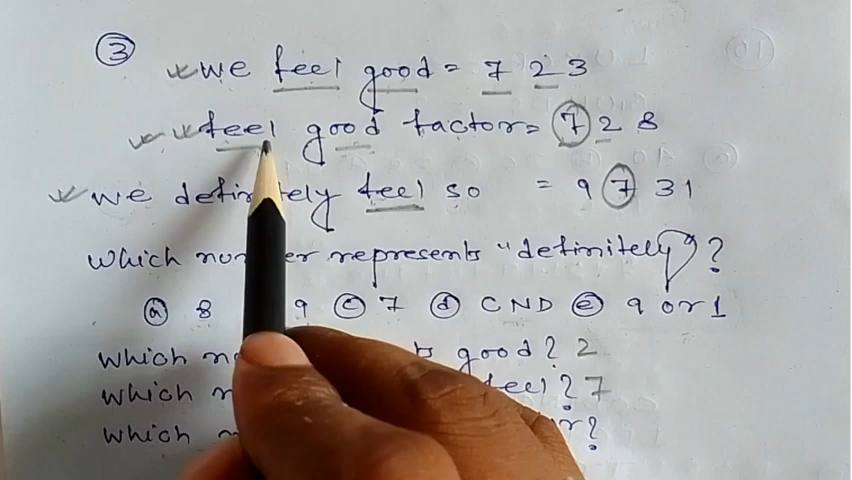 ③
we feel good = 7 2 3
feel good factor = 7 2 8
we definitely feel so = 9 7 3 1
Which represents "definitely"?
ⓐ 8 9 ⓒ 7 ⓓ CND ⓔ 9 or 1
which good? 2
which feel? 7
which